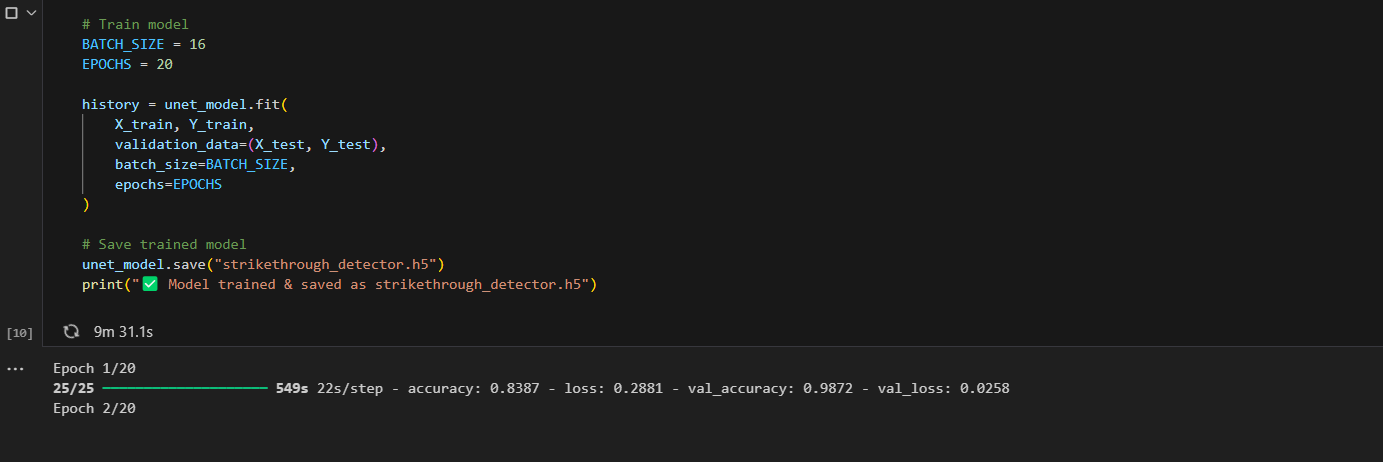 # Train model
BATCH_SIZE = 16
EPOCHS = 20
history = unet_model.fit(
X_train, Y_train,
validation_data=(X_test, Y_test),
batch_size=BATCH_SIZE,
epochs=EPOCHS
)
# Save trained model
unet_model.save("strikethrough_detector.h5")
print("✅ Model trained & saved as strikethrough_detector.h5")
[10] 9m 31.1s
... Epoch 1/20
25/25 ━━━━━━━━━━━━━━━━━━━━ 549s 22s/step - accuracy: 0.8387 - loss: 0.2881 - val_accuracy: 0.9872 - val_loss: 0.0258
Epoch 2/20